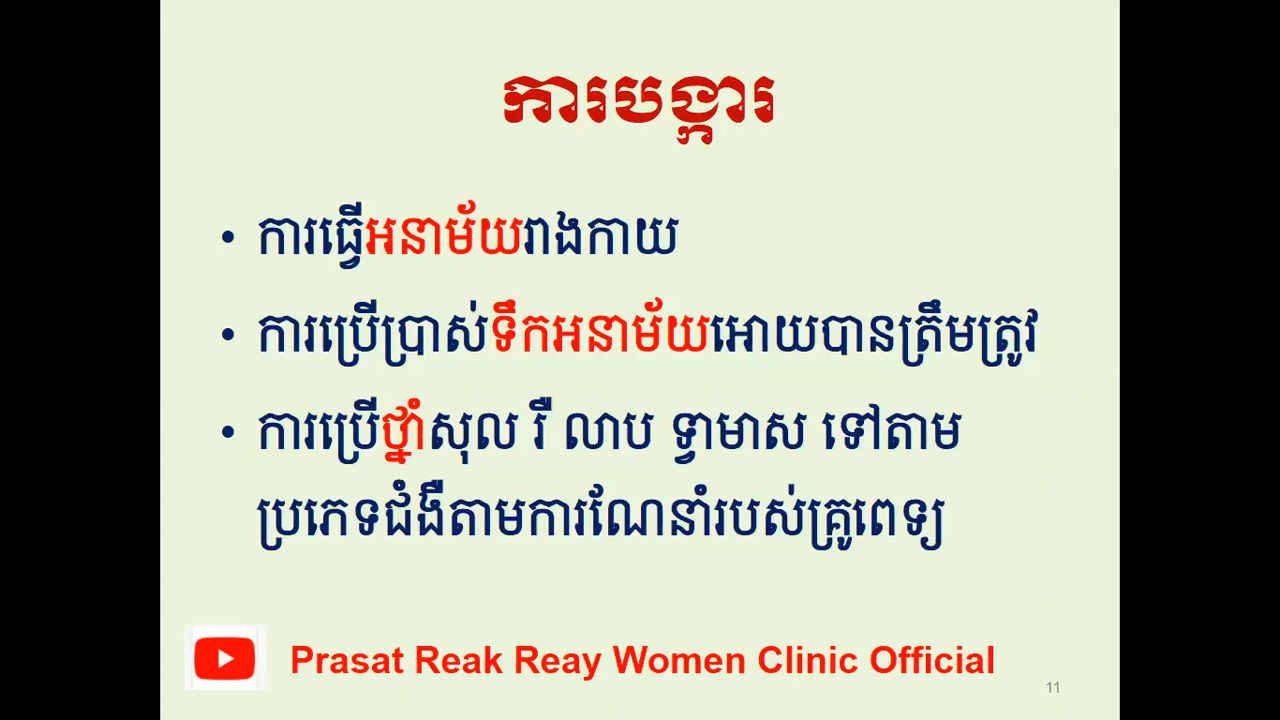 ការបង្ការ
• ការធ្វើអនាម័យរាងកាយ
• ការប្រើប្រាស់ទឹកអនាម័យអោយបានត្រឹមត្រូវ
• ការប្រើថ្នាំសុល រឺ លាប ទ្វាមាស ទៅតាម
ប្រភេទជំងឺតាមការណែនាំរបស់គ្រូពេទ្យ
Prasat Reak Reay Women Clinic Official
11